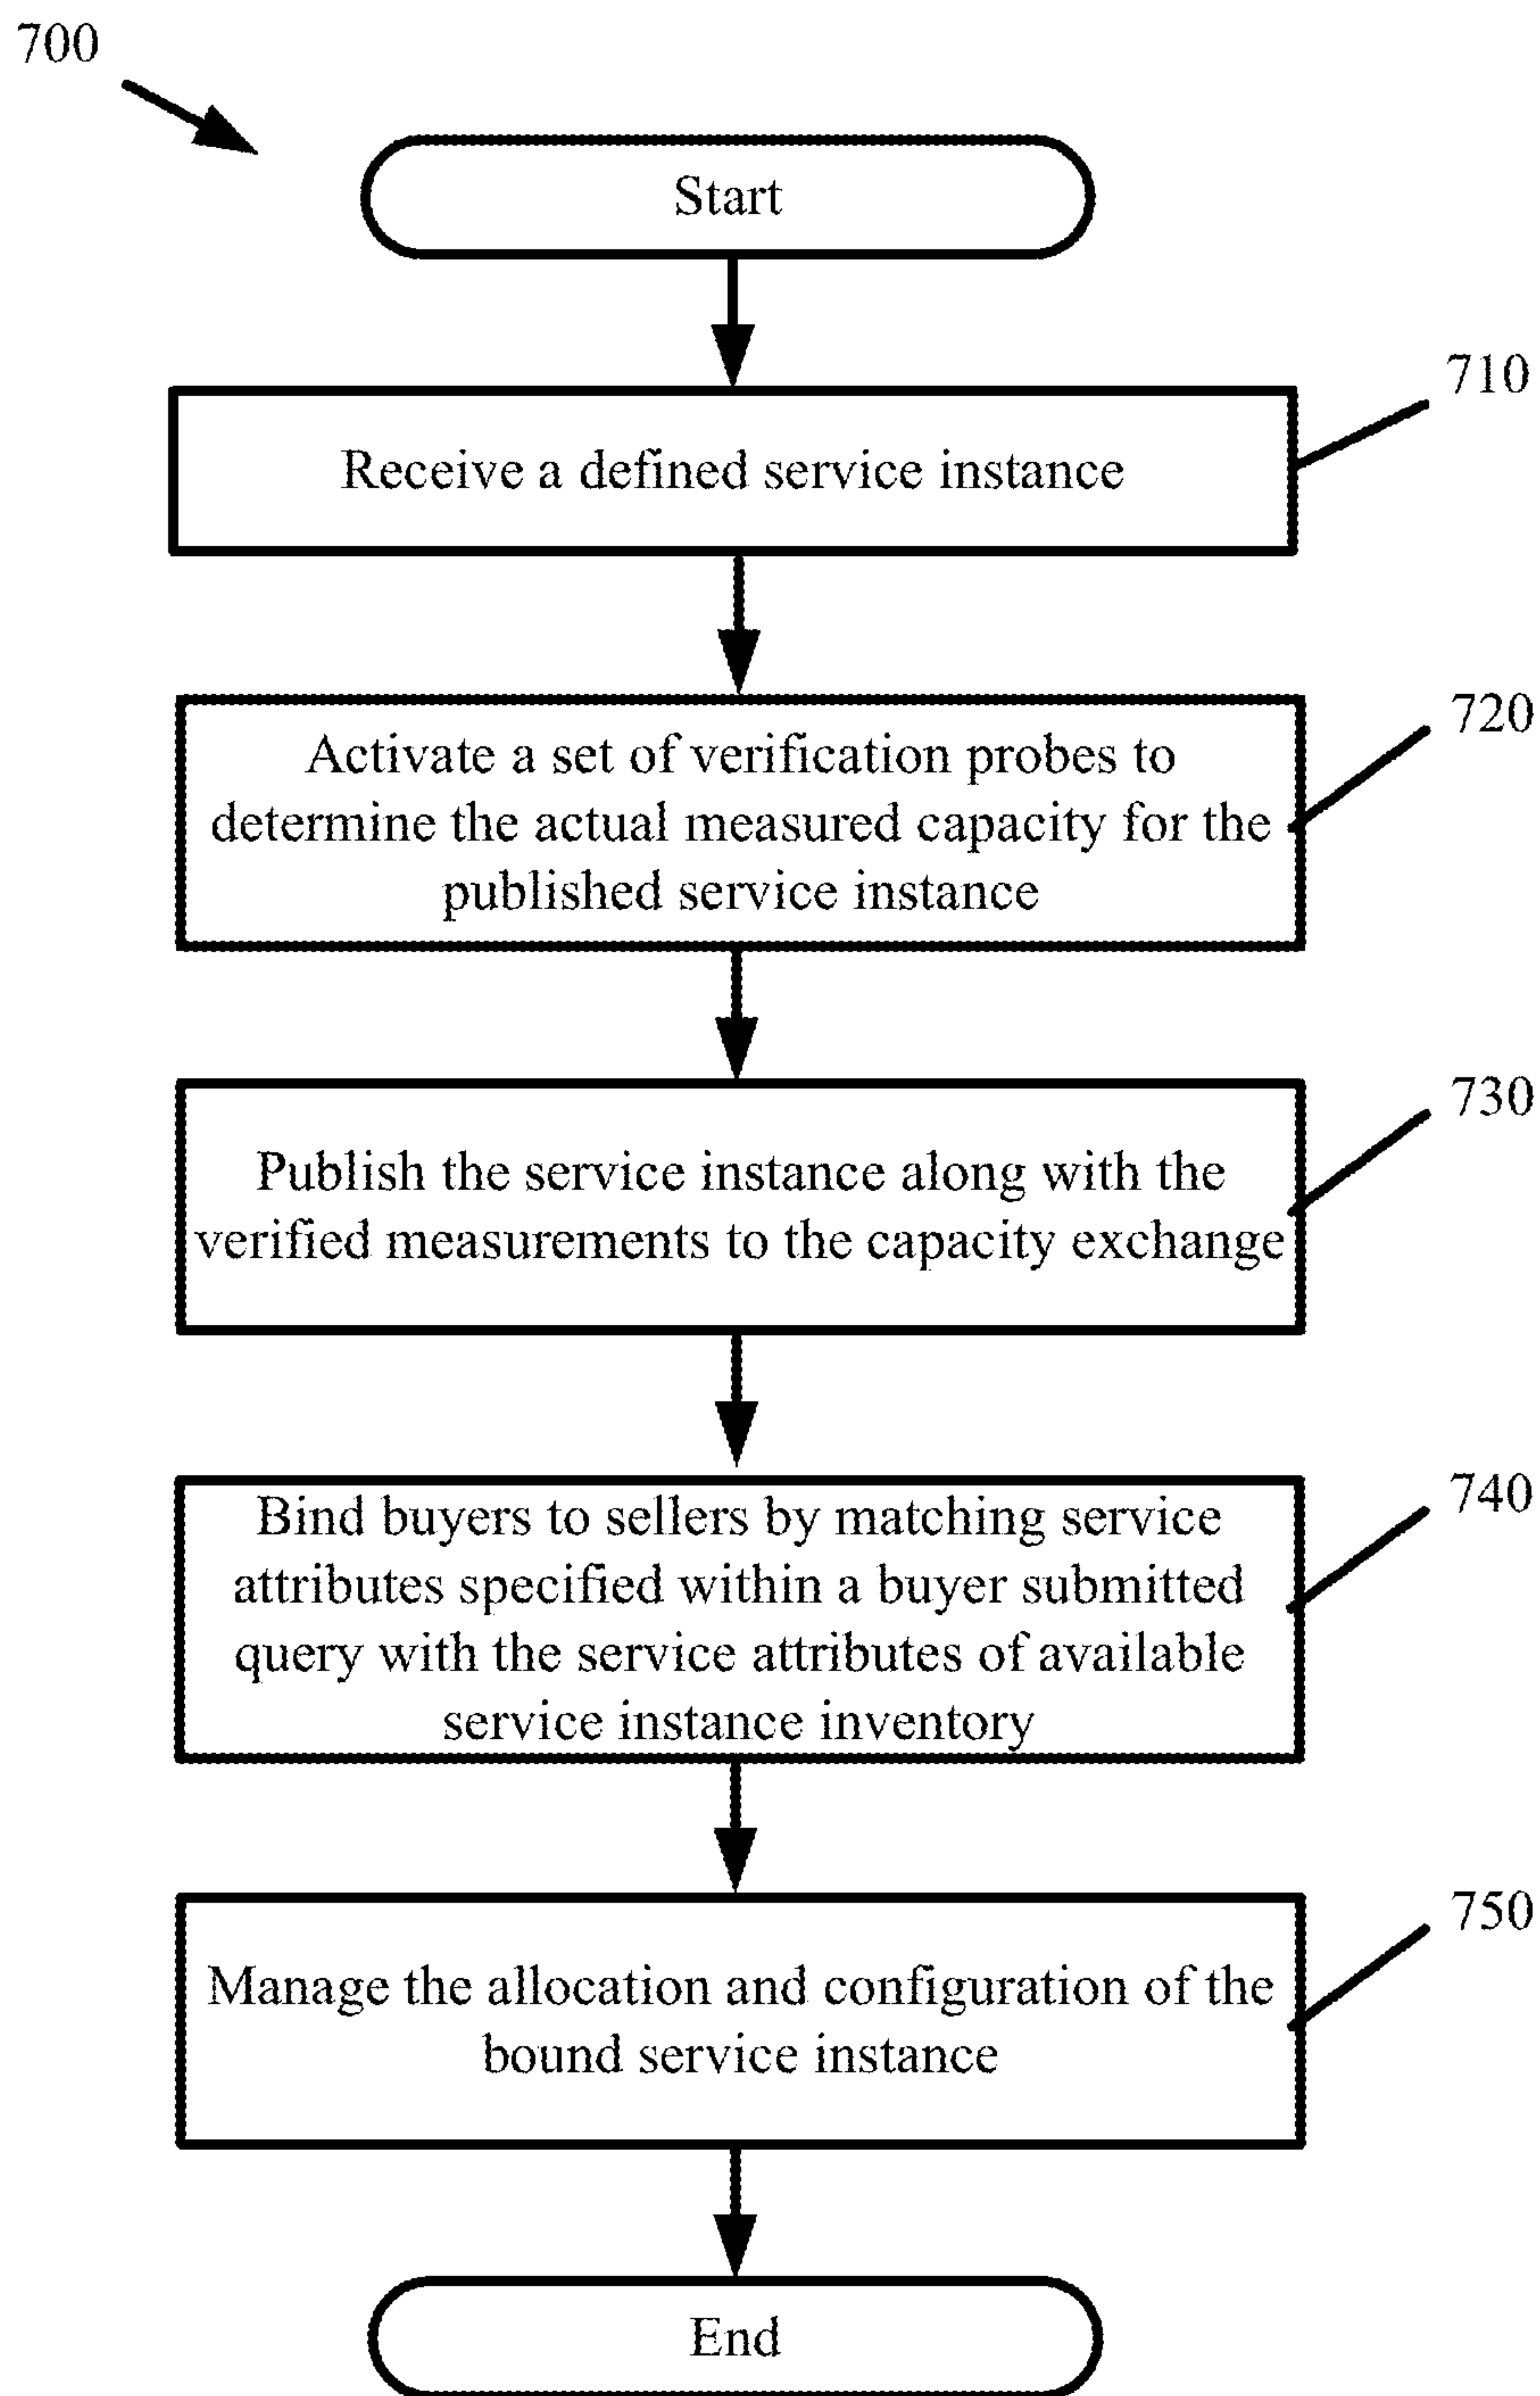 700
Start
710
Receive a defined service instance
720
Activate a set of verification probes to
determine the actual measured capacity for the
published service instance
730
Publish the service instance along with the
verified measurements to the capacity exchange
740
Bind buyers to sellers by matching service
attributes specified within a buyer submitted
query with the service attributes of available
service instance inventory
750
Manage the allocation and configuration of the
bound service instance
End